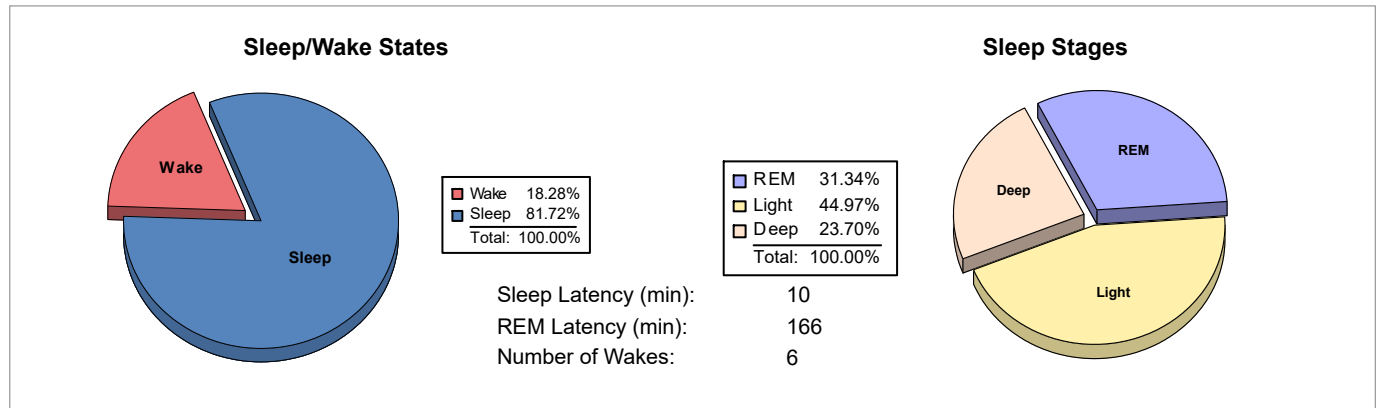 Sleep/Wake States
Wake
Sleep
Wake 18.28%
Sleep 81.72%
Total: 100.00%
Sleep Stages
REM
Deep
Light
REM 31.34%
Light 44.97%
Deep 23.70%
Total: 100.00%
Sleep Latency (min): 10
REM Latency (min): 166
Number of Wakes: 6